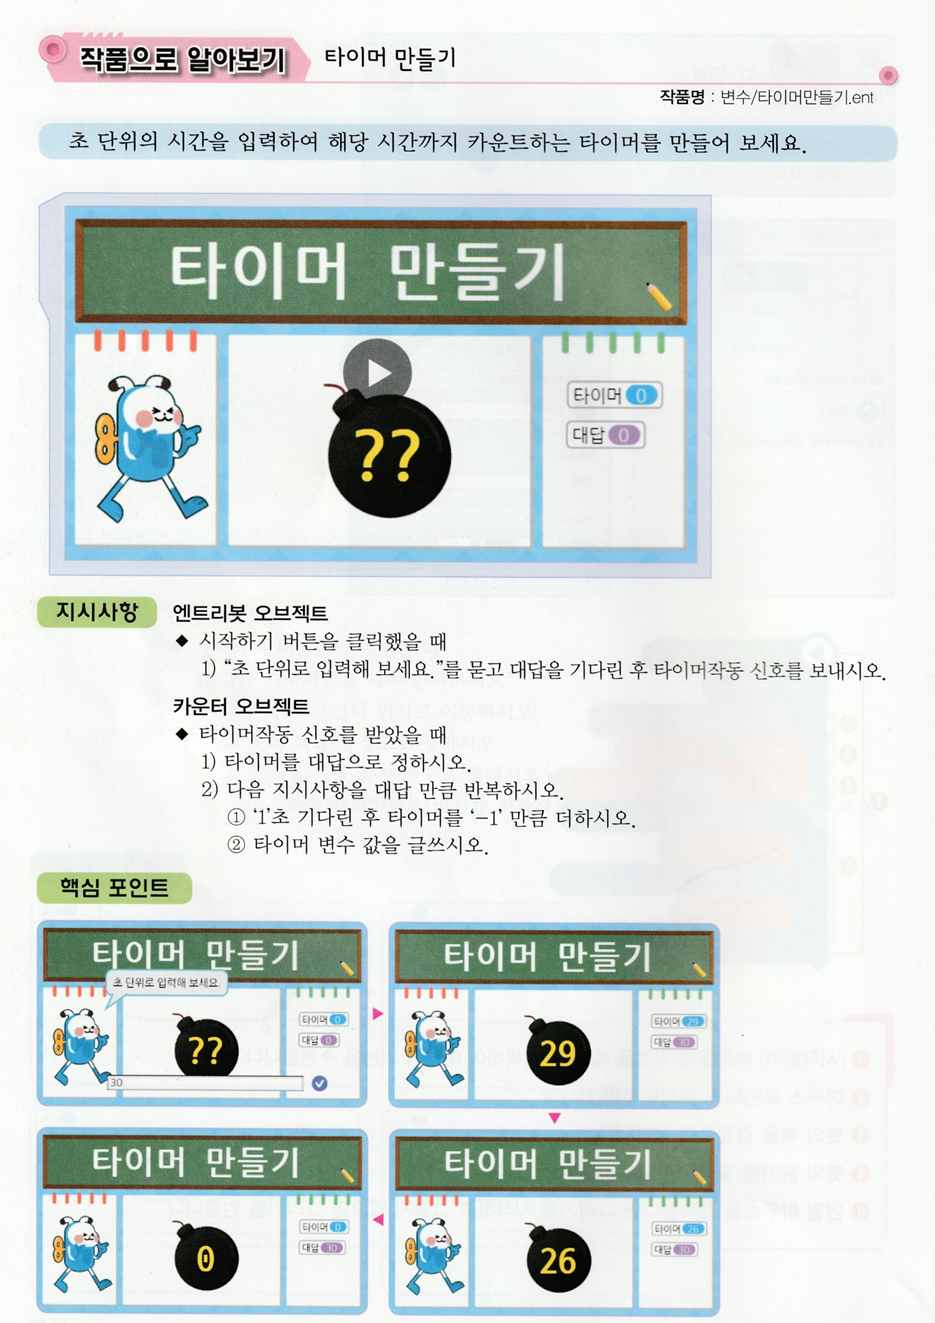 작품으로 알아보기 타이머 만들기
작품명 : 변수/타이머만들기.ent
초 단위의 시간을 입력하여 해당 시간까지 카운트하는 타이머를 만들어 보세요.
타이머 만들기
??
타이머 0
대답 0
지시사항 엔트리봇 오브젝트
◆ 시작하기 버튼을 클릭했을 때
1) “초 단위로 입력해 보세요.”를 묻고 대답을 기다린 후 타이머작동 신호를 보내시오.
카운터 오브젝트
◆ 타이머작동 신호를 받았을 때
1) 타이머를 대답으로 정하시오.
2) 다음 지시사항을 대답 만큼 반복하시오.
① ‘1’초 기다린 후 타이머를 ‘-1’ 만큼 더하시오.
② 타이머 변수 값을 글쓰시오.
핵심 포인트
타이머 만들기
초 단위로 입력해 보세요.
??
타이머 0
대답 0
30
타이머 만들기
29
타이머 29
대답 30
타이머 만들기
0
타이머 0
대답 30
타이머 만들기
26
타이머 26
대답 30